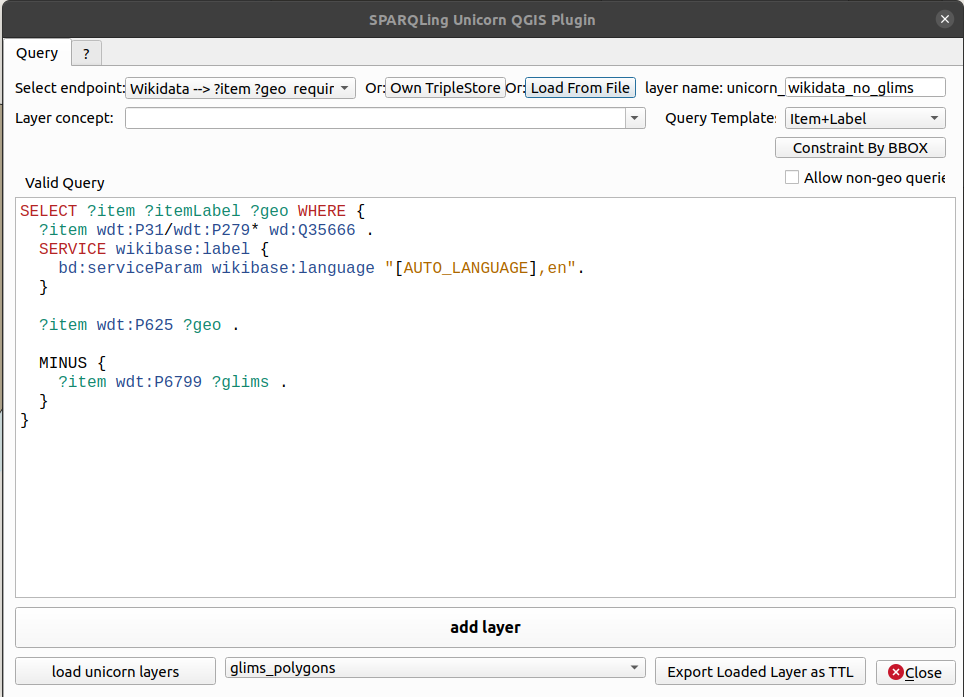 SPARQLing Unicorn QGIS Plugin
Query ?
Select endpoint: Wikidata --> ?item ?geo requir Or: Own TripleStore Or: Load From File layer name: unicorn_ wikidata_no_glims
Layer concept: Query Template: Item+Label
Constraint By BBOX
Valid Query Allow non-geo querie
SELECT ?item ?itemLabel ?geo WHERE {
?item wdt:P31/wdt:P279* wd:Q35666 .
SERVICE wikibase:label {
bd:serviceParam wikibase:language "[AUTO_LANGUAGE],en".
}
?item wdt:P625 ?geo .
MINUS {
?item wdt:P6799 ?glims .
}
}
add layer
load unicorn layers glims_polygons Export Loaded Layer as TTL Close